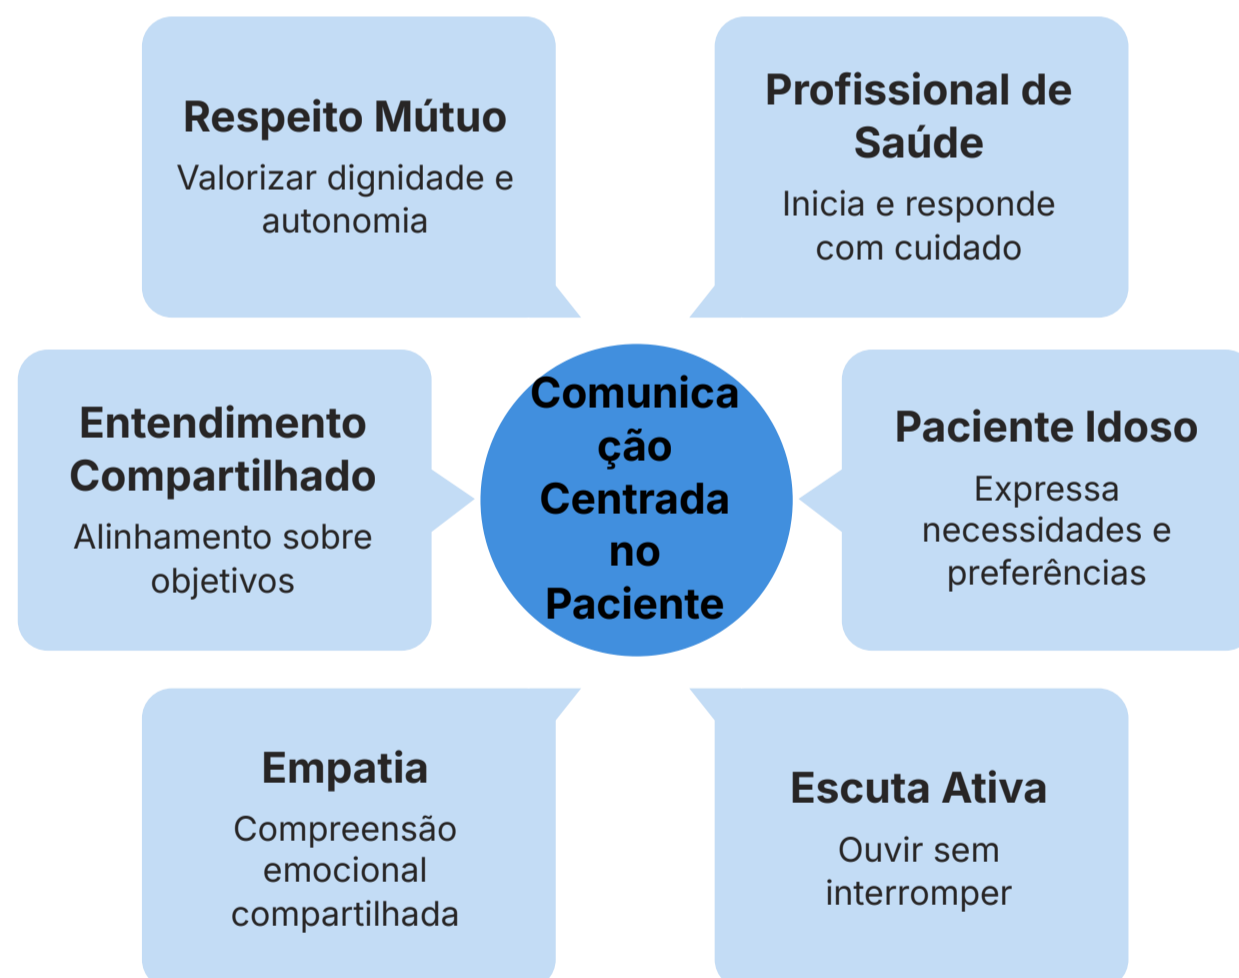 Respeito Mútuo
Valorizar dignidade e
autonomia
Profissional de
Saúde
Inicia e responde
com cuidado
Entendimento
Compartilhado
Alinhamento sobre
objetivos
Comunica
ção
Centrada
no
Paciente
Paciente Idoso
Expressa
necessidades e
preferências
Empatia
Compreensão
emocional
compartilhada
Escuta Ativa
Ouvir sem
interromper